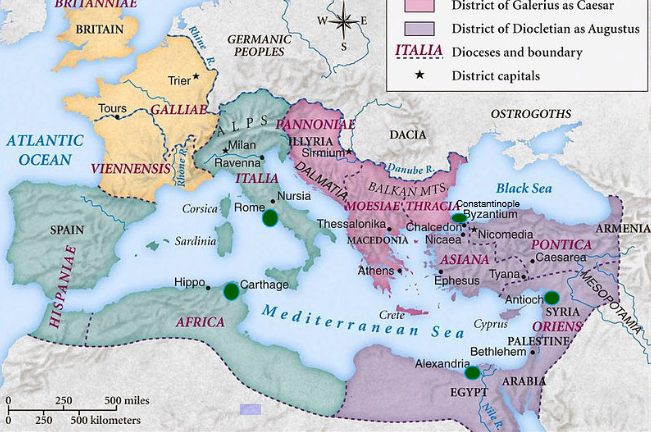 BRITANNIAE
District of Galerius as Caesar
BRITAIN
W
E
S
Rhine R.
GERMANIC
PEOPLES
District of Diocletian as Augustus
ITALIA Dioceses and boundary
Trier
District capitals
Tours
GALLIAE
ALPS
PANNONIAE
OSTROGOTHS
ATLANTIC
OCEAN
Milan
ILLYRIA
DACIA
Ravenna
Sirmium
VIENNENSIS
Rhône R.
ITALIA
DALMATIA
Danube R.
BALKAN MTS.
Black Sea
Nursia
Corsica
Rome
MOESIAE
THRACIA
Constantinople
Byzantium
SPAIN
Thessalonika
Chalcedon
Nicomedia
ARMENIA
Sardinia
MACEDONIA
Nicaea
PONTICA
HISPANIAE
ASIANA
Caesarea
Athens
Tyana
Ephesus
MESOPOTAMIA
Hippo
Carthage
Antioch
SYRIA
Crete
Cyprus
ORIENS
AFRICA
Mediterranean Sea
PALESTINE
Bethlehem
Alexandria
ARABIA
EGYPT
Nile R.
0 250 500 miles
0 250 500 kilometers